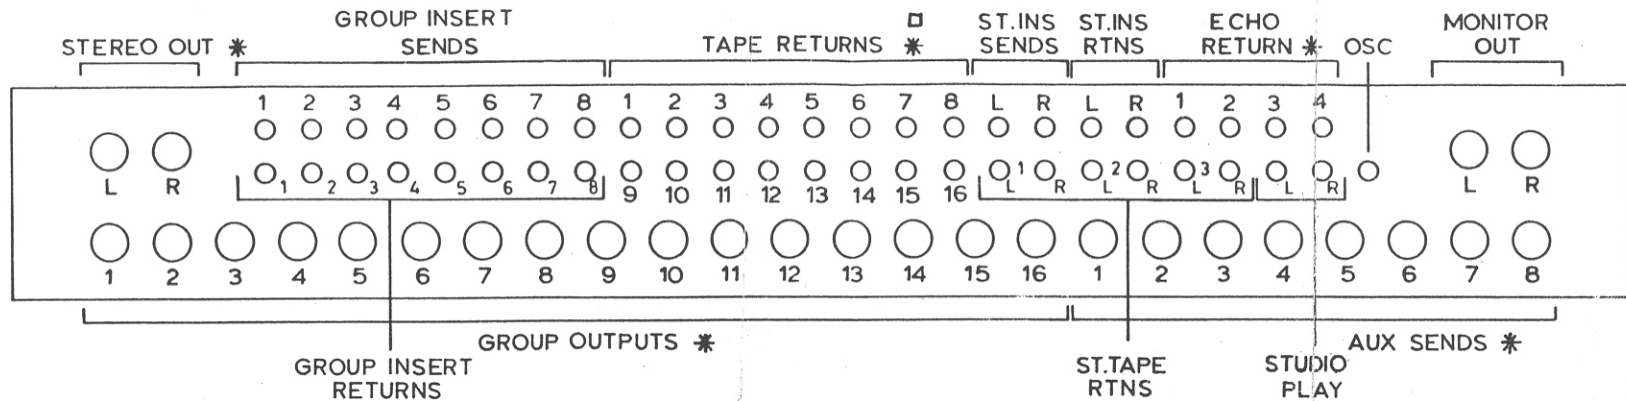 GROUP INSERT
SENDS
STEREO OUT *
TAPE RETURNS *
ST.INS
SENDS
ST.INS
RTNS
ECHO
RETURN *
OSC
MONITOR
OUT
1 2 3 4 5 6 7 8 1 2 3 4 5 6 7 8 L R L R 1 2 3 4
L R
1 2 3 4 5 6 7 8
9 10 11 12 13 14 15 16
1 2 3
L R L R L R L R
L R
1 2 3 4 5 6 7 8 9 10 11 12 13 14 15 16 1 2 3 4 5 6 7 8
GROUP OUTPUTS *
AUX SENDS *
GROUP INSERT
RETURNS
ST.TAPE
RTNS
STUDIO
PLAY